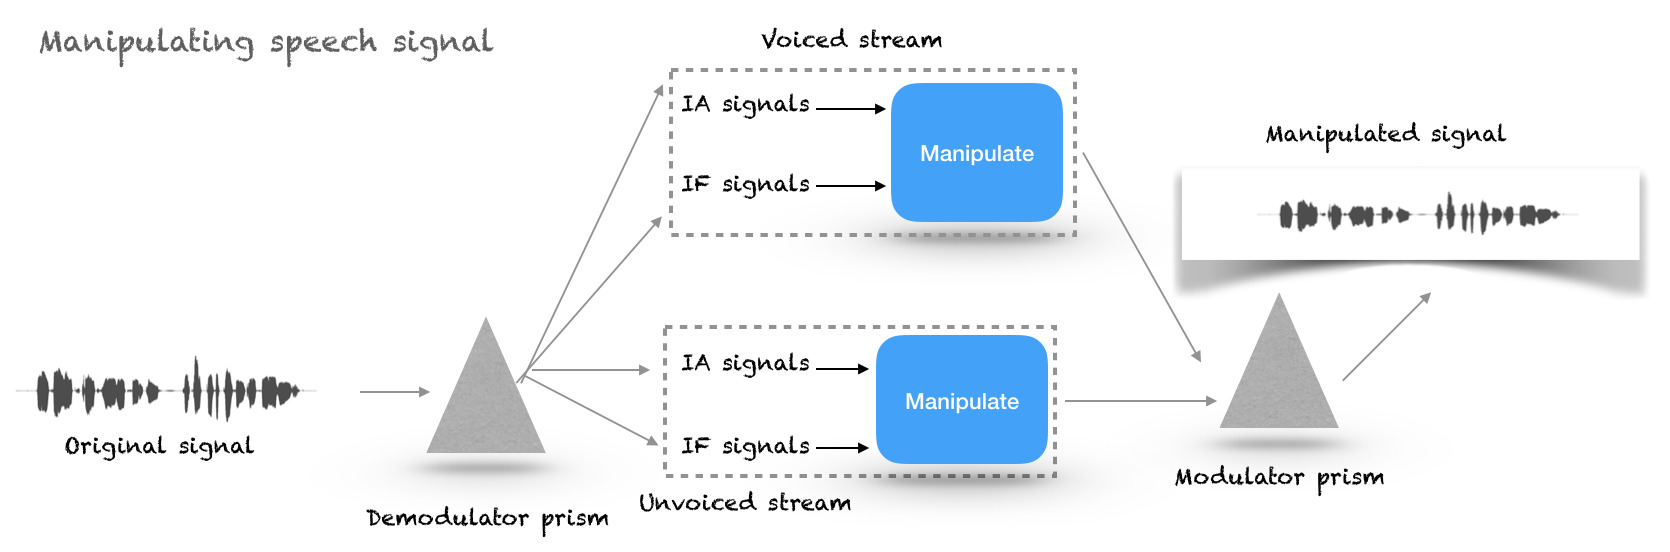 Manipulating speech signal
Voiced stream
IA signals
IF signals
Manipulate
Manipulated signal
Original signal
Demodulator prism
IA signals
IF signals
Manipulate
Unvoiced stream
Modulator prism